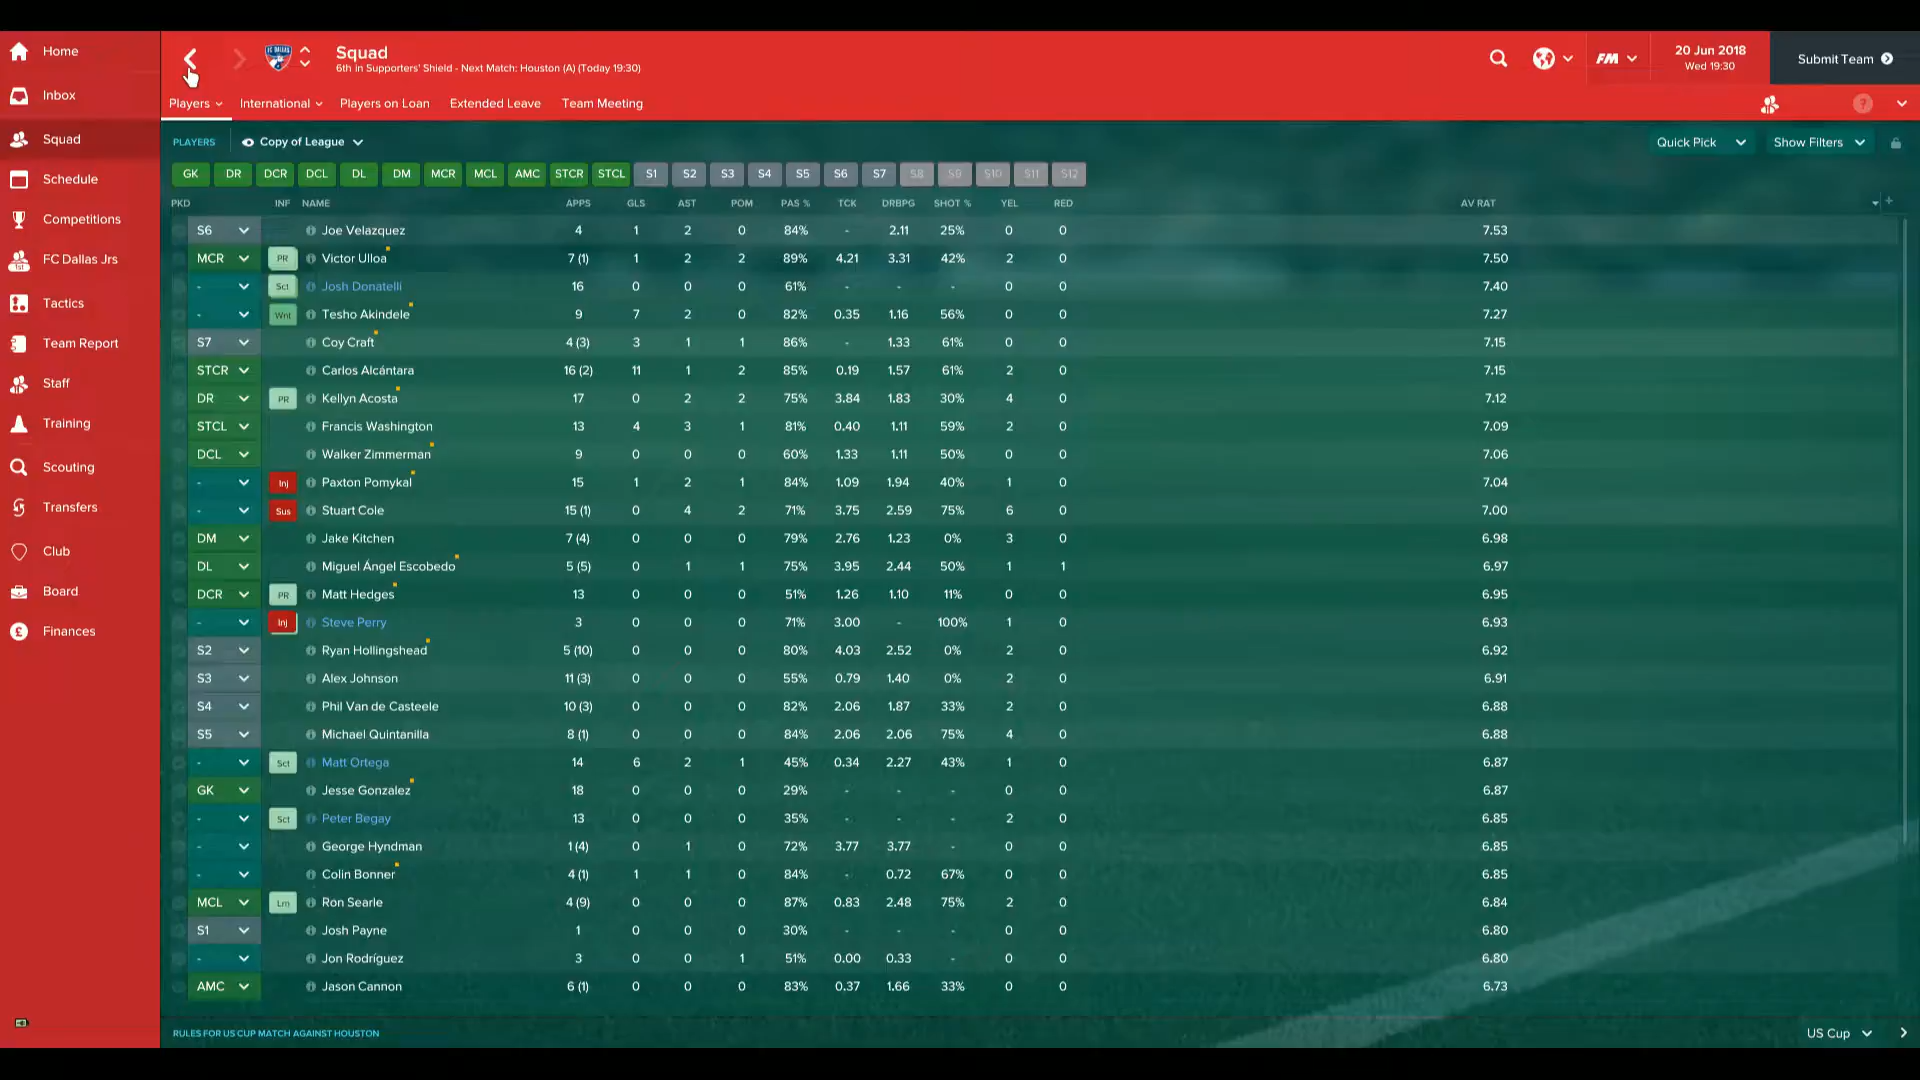 Home
Inbox
Squad
Schedule
Competitions
FC Dallas Jrs
Tactics
Team Report
Staff
Training
Scouting
Transfers
Club
Board
Finances
FC DALLAS
Squad
6th in Supporters' Shield - Next Match: Houston (A) (Today 19:30)
FM
20 Jun 2018
Wed 19:30
Submit Team
Players International Players on Loan Extended Leave Team Meeting
PLAYERS Copy of League Quick Pick Show Filters
GK DR DCR DCL DL DM MCR MCL AMC STCR STCL S1 S2 S3 S4 S5 S6 S7 S8 S9 S10 S11 S12
PKD INF NAME APPS GLS AST POM PAS % TCK DRBPG SHOT % YEL RED AV RAT
S6 Joe Velazquez 4 1 2 0 84% - 2.11 25% 0 0 7.53
MCR PR Victor Ulloa 7 (1) 1 2 2 89% 4.21 3.31 42% 2 0 7.50
- Sct Josh Donatelli 16 0 0 0 61% - - - 0 0 7.40
- Wnt Tesho Akindele 9 7 2 0 82% 0.35 1.16 56% 0 0 7.27
S7 Coy Craft 4 (3) 3 1 1 86% - 1.33 61% 0 0 7.15
STCR Carlos Alcántara 16 (2) 11 1 2 85% 0.19 1.57 61% 2 0 7.15
DR PR Kellyn Acosta 17 0 2 2 75% 3.84 1.83 30% 4 0 7.12
STCL Francis Washington 13 4 3 1 81% 0.40 1.11 59% 2 0 7.09
DCL Walker Zimmerman 9 0 0 0 60% 1.33 1.11 50% 0 0 7.06
- Inj Paxton Pomykal 15 1 2 1 84% 1.09 1.94 40% 1 0 7.04
- Sus Stuart Cole 15 (1) 0 4 2 71% 3.75 2.59 75% 6 0 7.00
DM Jake Kitchen 7 (4) 0 0 0 79% 2.76 1.23 0% 3 0 6.98
DL Miguel Ángel Escobedo 5 (5) 0 1 1 75% 3.95 2.44 50% 1 1 6.97
DCR PR Matt Hedges 13 0 0 0 51% 1.26 1.10 11% 0 0 6.95
- Inj Steve Perry 3 0 0 0 71% 3.00 - 100% 1 0 6.93
S2 Ryan Hollingshead 5 (10) 0 0 0 80% 4.03 2.52 0% 2 0 6.92
S3 Alex Johnson 11 (3) 0 0 0 55% 0.79 1.40 0% 2 0 6.91
S4 Phil Van de Casteele 10 (3) 0 0 0 82% 2.06 1.87 33% 2 0 6.88
S5 Michael Quintanilla 8 (1) 0 0 0 84% 2.06 2.06 75% 4 0 6.88
- Sct Matt Ortega 14 6 2 1 45% 0.34 2.27 43% 1 0 6.87
GK Jesse Gonzalez 18 0 0 0 29% - - - 0 0 6.87
- Sct Peter Begay 13 0 0 0 35% - - - 2 0 6.85
- George Hyndman 1 (4) 0 1 0 72% 3.77 3.77 - 0 0 6.85
- Colin Bonner 4 (1) 1 1 0 84% - 0.72 67% 0 0 6.85
MCL Lrn Ron Searle 4 (9) 0 0 0 87% 0.83 2.48 75% 2 0 6.84
S1 Josh Payne 1 0 0 0 30% - - - 0 0 6.80
- Jon Rodríguez 3 0 0 1 51% 0.00 0.33 - 0 0 6.80
AMC Jason Cannon 6 (1) 0 0 0 83% 0.37 1.66 33% 0 0 6.73
RULES FOR US CUP MATCH AGAINST HOUSTON US Cup